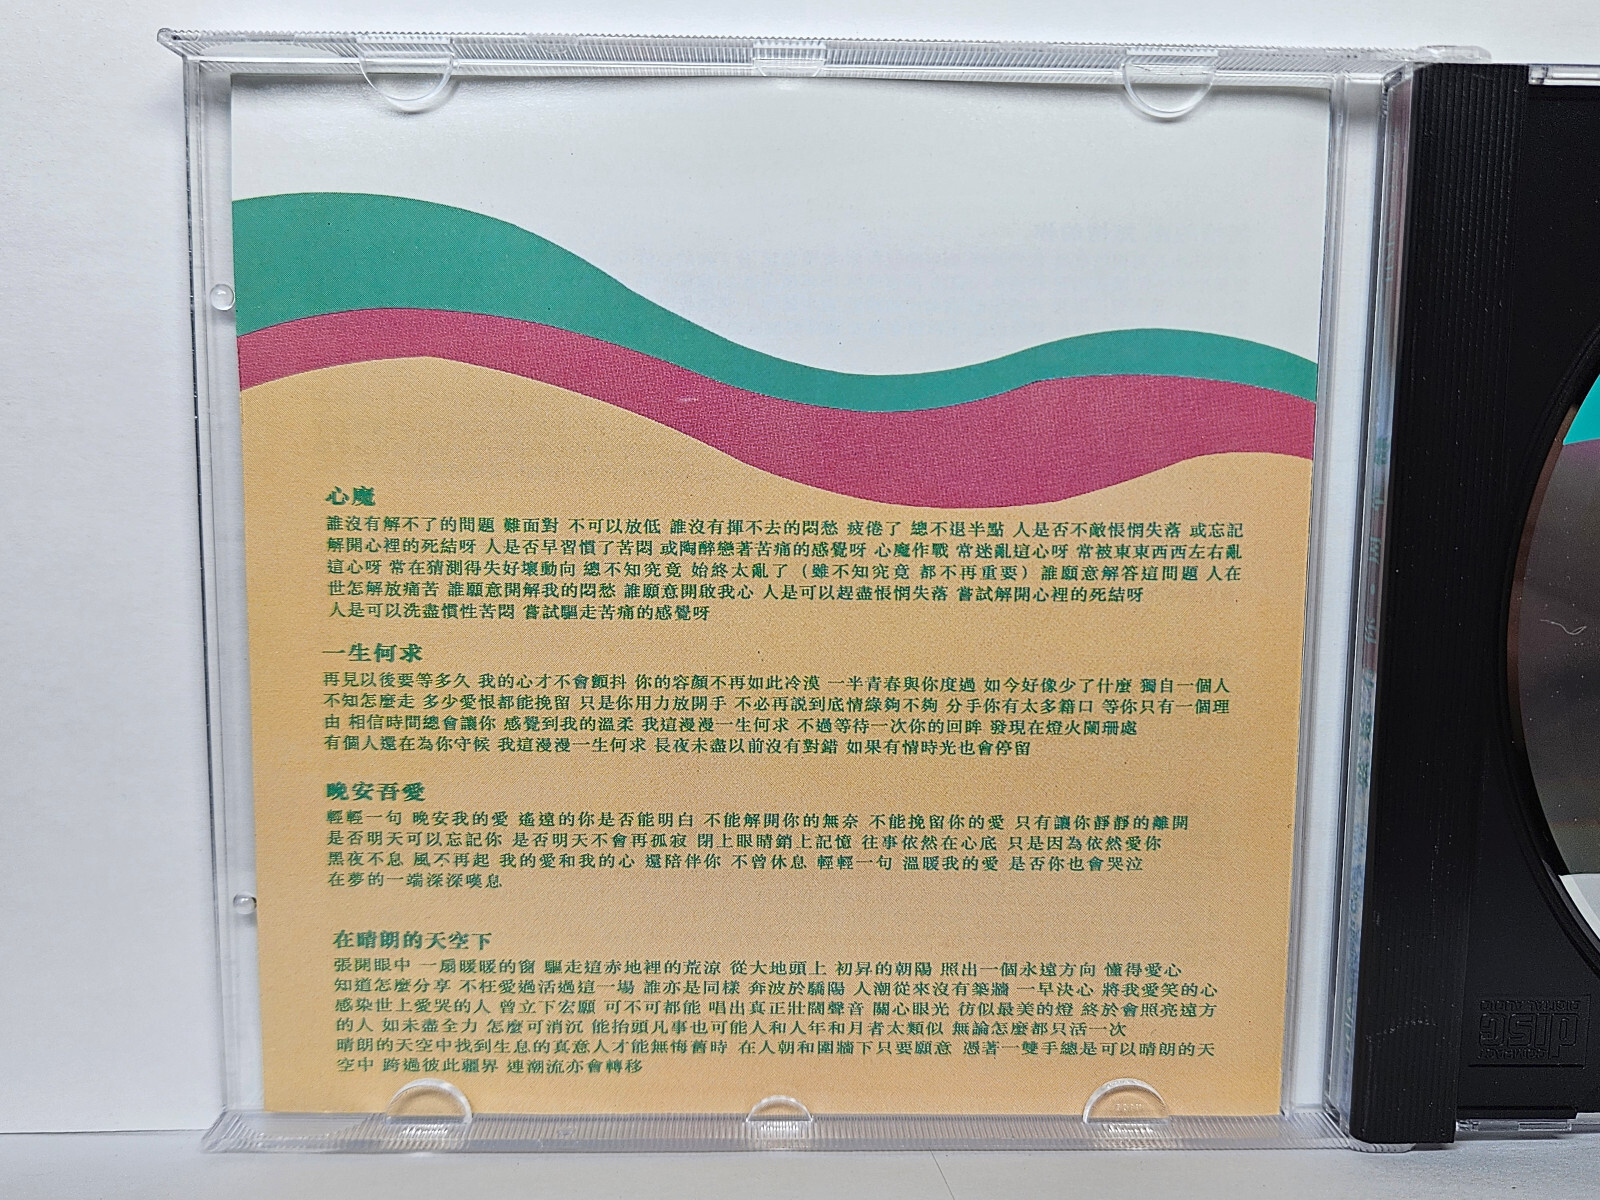 心魔
誰沒有解不了的問題 難面對 不可以放低 誰沒有揮不去的悶愁 疲倦了 總不退半點 人是否不敵悵惘失落 或忘記
解開心裡的死結呀 人是否早習慣了苦悶 或陶醉戀著苦痛的感覺呀 心魔作戰 常迷亂這心呀 常被東東西西左右亂
這心呀 常在猜測得失好壞動向 總不知究竟 始終太亂了（雖不知究竟 都不再重要）誰願意解答這問題 人在
世怎解放痛苦 誰願意開解我的悶愁 誰願意開啟我心 人是可以趕盡悵惘失落 嘗試解開心裡的死結呀
人是可以洗盡慣性苦悶 嘗試驅走苦痛的感覺呀
一生何求
再見以後要等多久 我的心才不會顫抖 你的容顏不再如此冷漠 一半青春與你度過 如今好像少了什麼 獨自一個人
不知怎麼走 多少愛恨都能挽留 只是你用力放開手 不必再說到底情緣夠不夠 分手你有太多藉口 等你只有一個理
由 相信時間總會讓你 感覺到我的溫柔 我這漫漫一生何求 不過等待一次你的回眸 發現在燈火闌珊處
有個人還在為你守候 我這漫漫一生何求 長夜未盡以前沒有對錯 如果有情時光也會停留
晚安吾愛
輕輕一句 晚安我的愛 遙遠的你是否能明白 不能解開你的無奈 不能挽留你的愛 只有讓你靜靜的離開
是否明天可以忘記你 是否明天不會再孤寂 閉上眼睛銷上記憶 往事依然在心底 只是因為依然愛你
黑夜不息 風不再起 我的愛和我的心 還陪伴你 不曾休息 輕輕一句 溫暖我的愛 是否你也會哭泣
在夢的一端深深嘆息
在晴朗的天空下
張開眼中 一扇暖暖的窗 驅走這赤地裡的荒涼 從大地頭上 初昇的朝陽 照出一個永遠方向 懂得愛心
知道怎麼分享 不枉愛過活過這一場 誰亦是同樣 奔波於驕陽 人潮從來沒有築牆 一早決心 將我愛笑的心
感染世上愛哭的人 曾立下宏願 可不可都能 唱出真正壯闊聲音 關心眼光 彷似最美的燈 終於會照亮遠方
的人 如未盡全力 怎麼可消沉 能抬頭凡事也可能人和人年和月者太類似 無論怎麼都只活一次
晴朗的天空中找到生息的真意人才能無悔舊時 在人朝和圍牆下只要願意 憑著一雙手總是可以晴朗的天
空中 跨過彼此疆界 連潮流亦會轉移